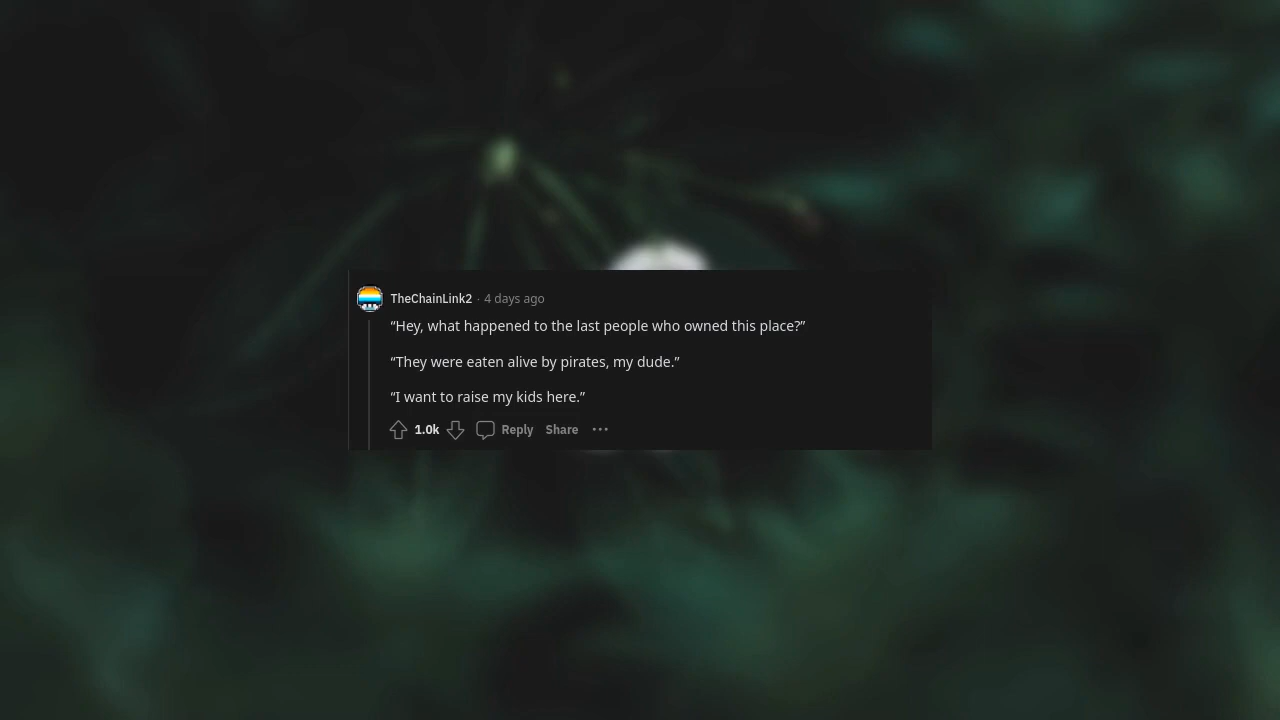 TheChainLink2 · 4 days ago
“Hey, what happened to the last people who owned this place?”
“They were eaten alive by pirates, my dude.”
“I want to raise my kids here.”
1.0k Reply Share ···